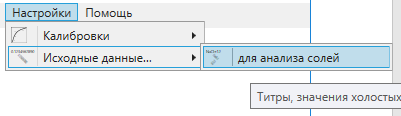 Настройки Помощь
Калибровки
Исходные данные...
для анализа солей
Титры, значения холостых